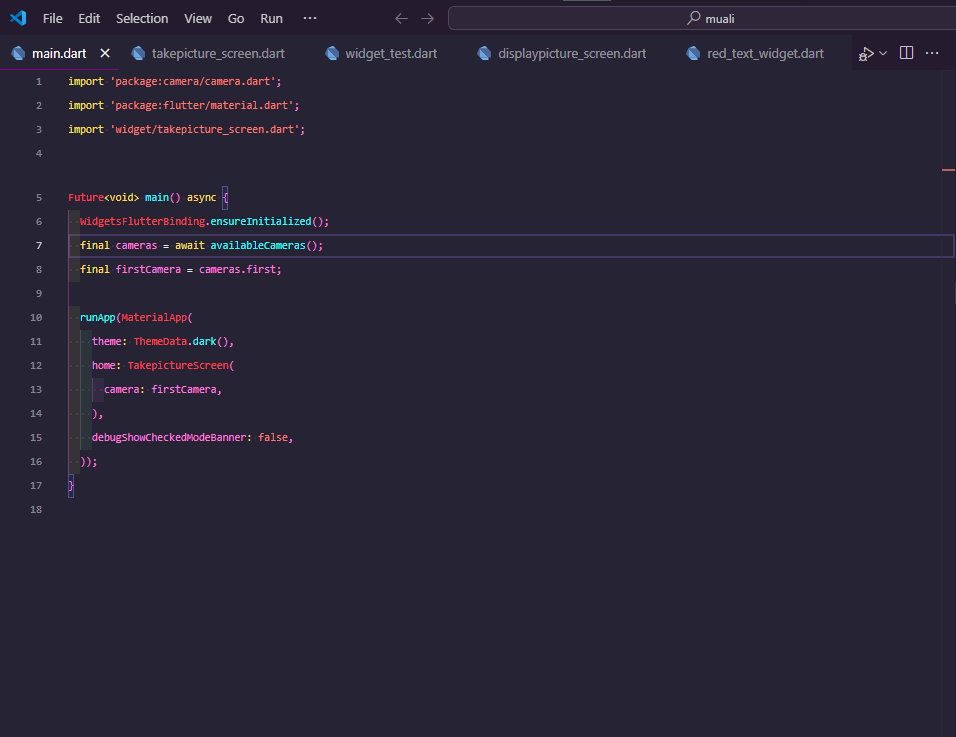 File Edit Selection View Go Run ··· muali
main.dart takepicture_screen.dart widget_test.dart displaypicture_screen.dart red_text_widget.dart
1 import 'package:camera/camera.dart';
2 import 'package:flutter/material.dart';
3 import 'widget/takepicture_screen.dart';
4
5 Future<void> main() async {
6 WidgetsFlutterBinding.ensureInitialized();
7 final cameras = await availableCameras();
8 final firstCamera = cameras.first;
9
10 runApp(MaterialApp(
11 theme: ThemeData.dark(),
12 home: TakepictureScreen(
13 camera: firstCamera,
14 ),
15 debugShowCheckedModeBanner: false,
16 ));
17 }
18